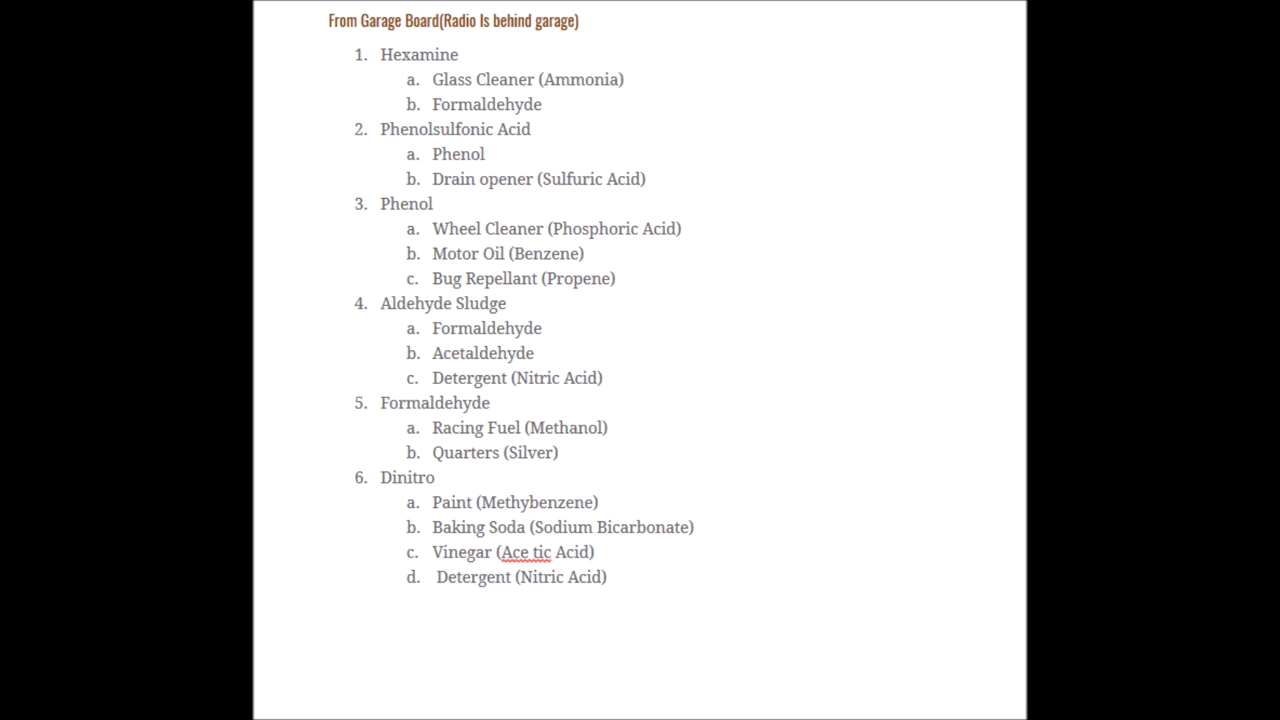 From Garage Board(Radio Is behind garage)
1. Hexamine
a. Glass Cleaner (Ammonia)
b. Formaldehyde
2. Phenolsulfonic Acid
a. Phenol
b. Drain opener (Sulfuric Acid)
3. Phenol
a. Wheel Cleaner (Phosphoric Acid)
b. Motor Oil (Benzene)
c. Bug Repellant (Propene)
4. Aldehyde Sludge
a. Formaldehyde
b. Acetaldehyde
c. Detergent (Nitric Acid)
5. Formaldehyde
a. Racing Fuel (Methanol)
b. Quarters (Silver)
6. Dinitro
a. Paint (Methybenzene)
b. Baking Soda (Sodium Bicarbonate)
c. Vinegar (Ace tic Acid)
d. Detergent (Nitric Acid)